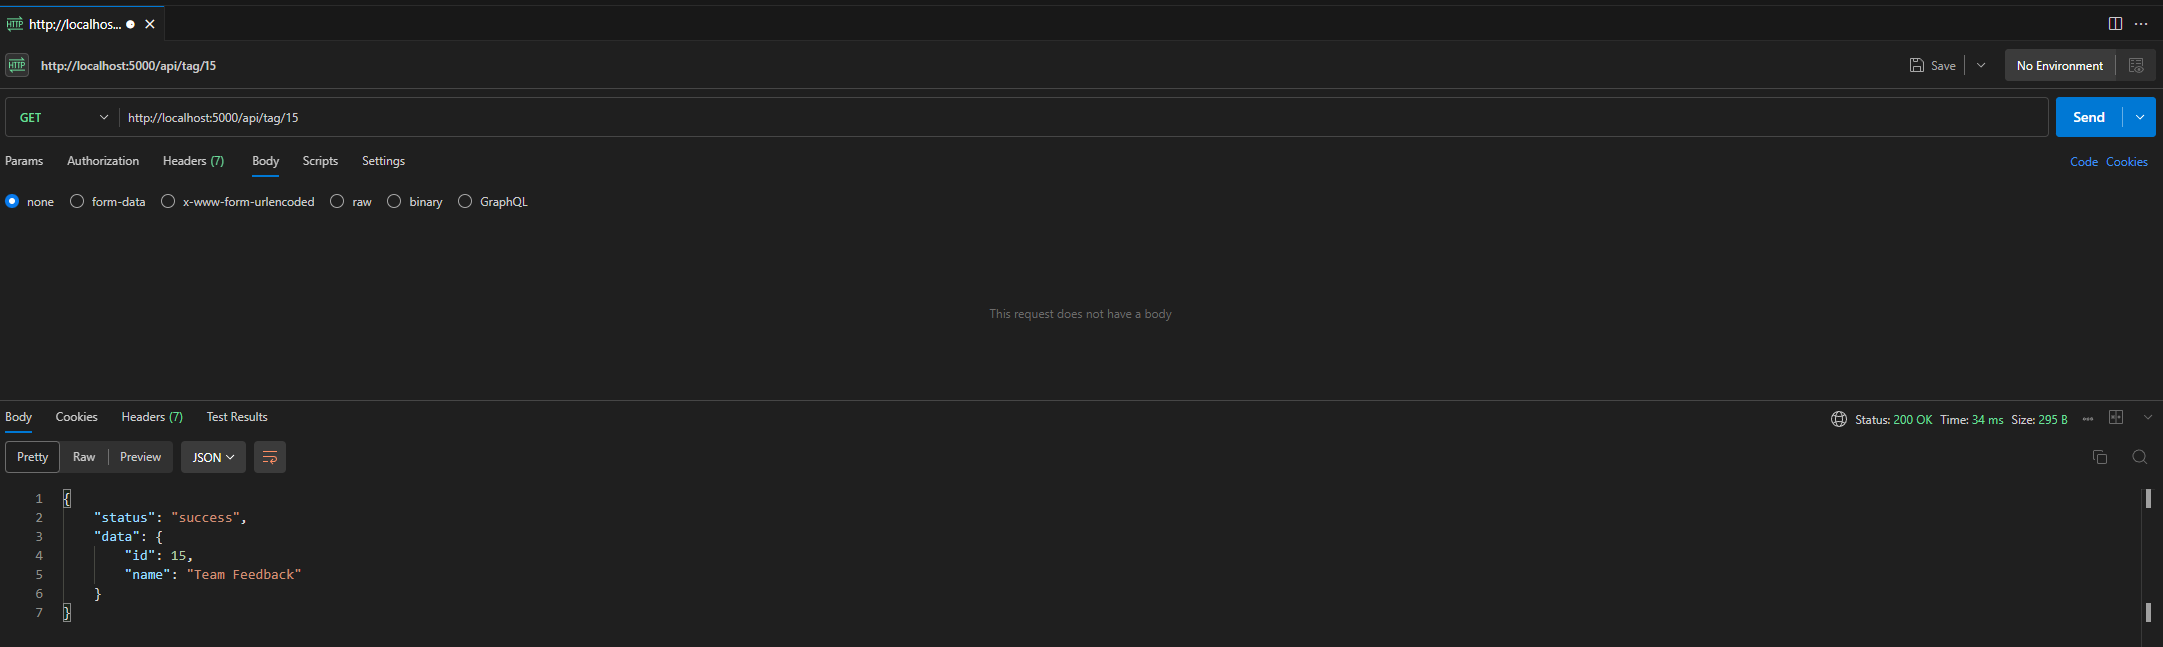 HTTP http://localhos...
HTTP http://localhost:5000/api/tag/15 Save No Environment
GET http://localhost:5000/api/tag/15 Send
Params Authorization Headers (7) Body Scripts Settings Code Cookies
none form-data x-www-form-urlencoded raw binary GraphQL
This request does not have a body
Body Cookies Headers (7) Test Results Status: 200 OK Time: 34 ms Size: 295 B
Pretty Raw Preview JSON
1 {
2 "status": "success",
3 "data": {
4 "id": 15,
5 "name": "Team Feedback"
6 }
7 }